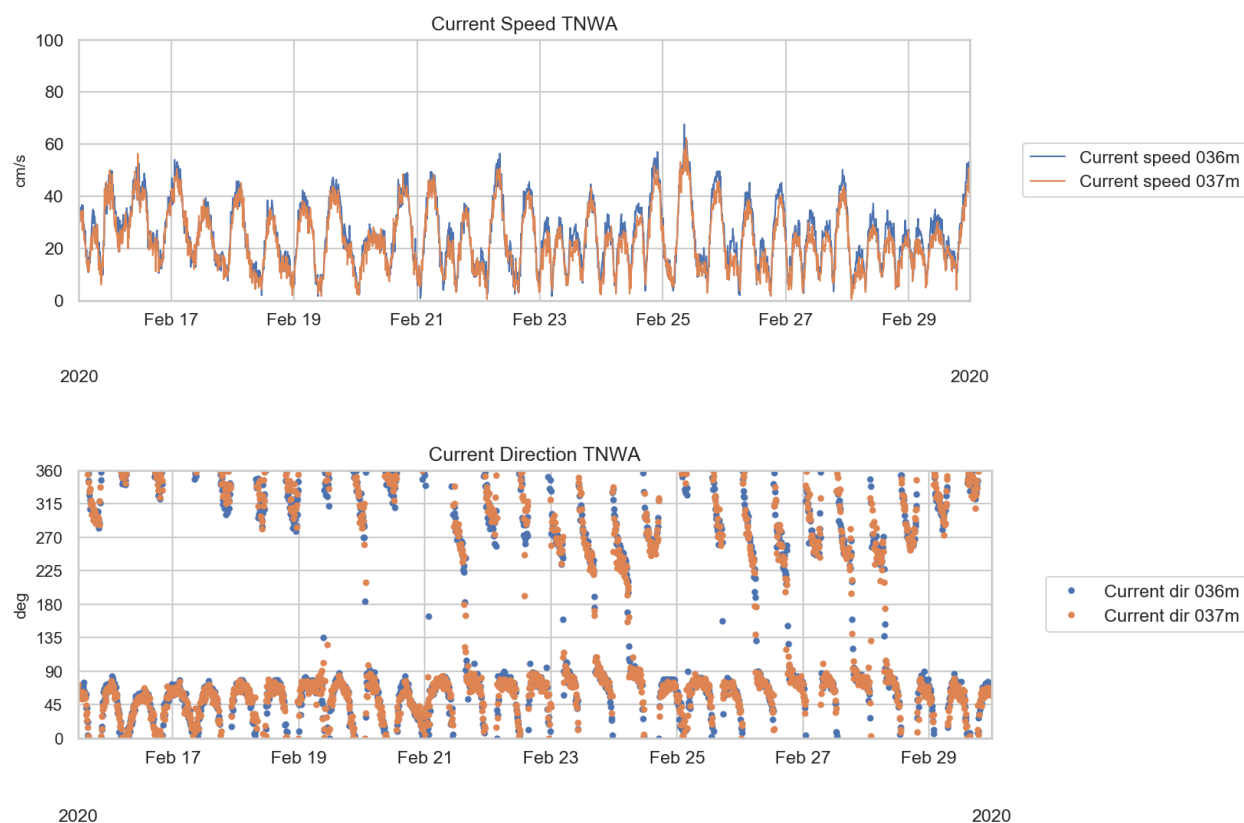 Current Speed TNWA
100
80
60
40
20
0
cm/s
Feb 17 Feb 19 Feb 21 Feb 23 Feb 25 Feb 27 Feb 29
2020 2020
Current speed 036m
Current speed 037m
Current Direction TNWA
360
315
270
225
180
135
90
45
0
deg
Feb 17 Feb 19 Feb 21 Feb 23 Feb 25 Feb 27 Feb 29
2020 2020
Current dir 036m
Current dir 037m